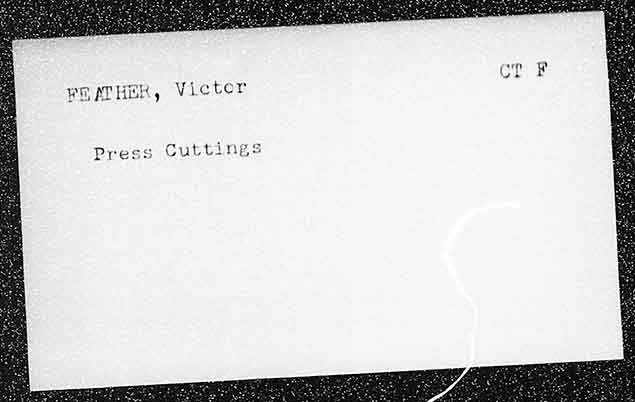 CT F
FEATHER, Victor
Press Cuttings